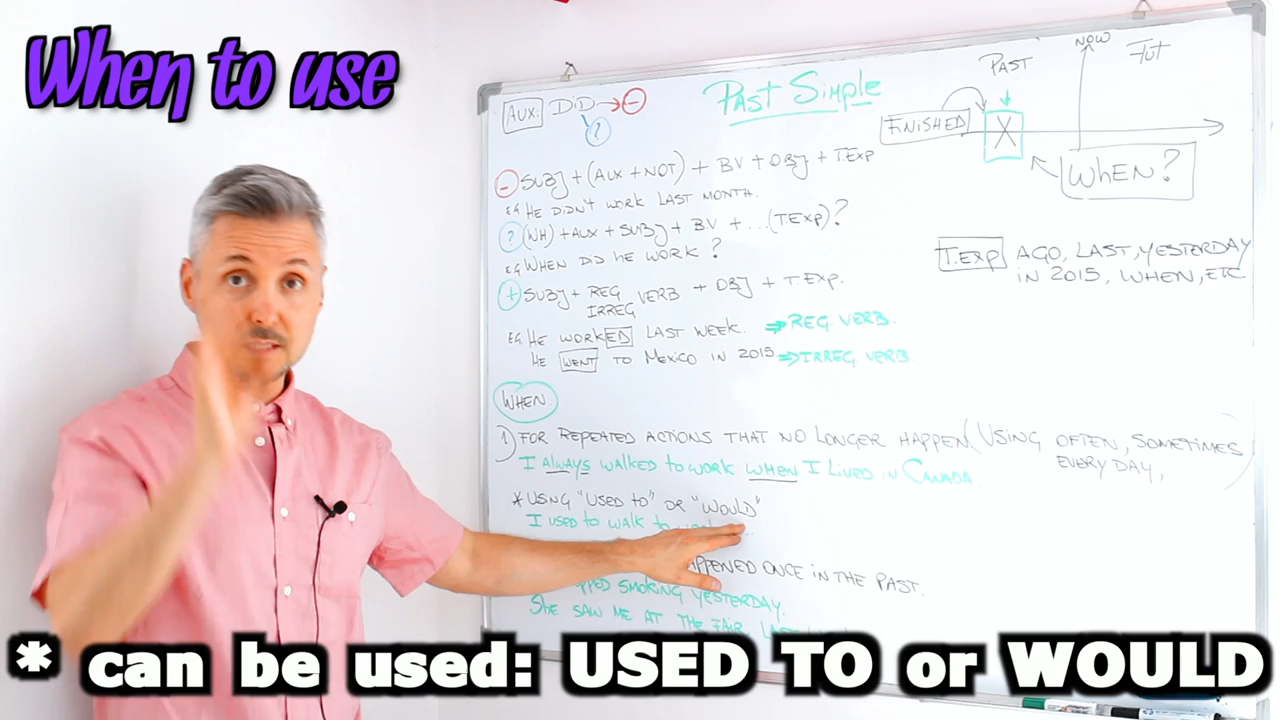 When to use
Past Simple
AUX: DiD → -
?
PAST
NOW
FuT
FiNiSHED
X
WHEN?
- SUBJ + (AUX + NOT) + BV + OBJ + T.EXP
EG HE DIDN'T WORK LAST MONTH.
? (WH) + AUX + SUBJ + BV + ... (T.EXP)?
EG WHEN DID HE WORK?
T.EXP AGO, LAST, YESTERDAY
IN 2015, WHEN, ETC
+ SUBJ + REG VERB + OBJ + T.EXP.
IRREG
EG HE WORKED LAST WEEK. ⇒ REG. VERB.
HE WENT TO MEXICO IN 2015 ⇒ IRREG. VERB.
WHEN
1) FOR REPEATED ACTIONS THAT NO LONGER HAPPEN (USING OFTEN, SOMETIMES
EVERY DAY, )
I ALWAYS WALKED TO WORK WHEN I LIVED IN CANADA
* USING "USED TO" OR "WOULD"
I USED TO WALK TO
ONCE IN THE PAST.
SMOKING YESTERDAY.
SHE SAW ME AT THE FAIR,
* can be used: USED TO or WOULD